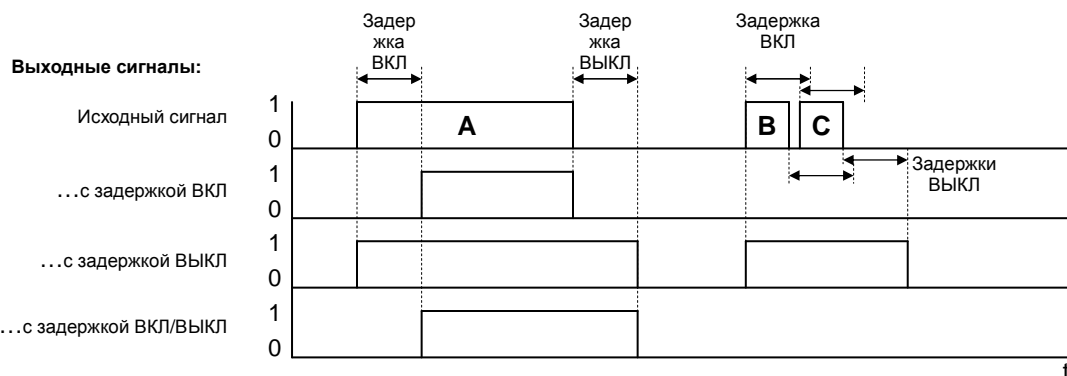 Задер
жка
ВКЛ
Задер
жка
ВЫКЛ
Задержка
ВКЛ
Выходные сигналы:
Исходный сигнал
1
0
A
B
C
Задержки
ВЫКЛ
...с задержкой ВКЛ
1
0
...с задержкой ВЫКЛ
1
0
...с задержкой ВКЛ/ВЫКЛ
1
0
t